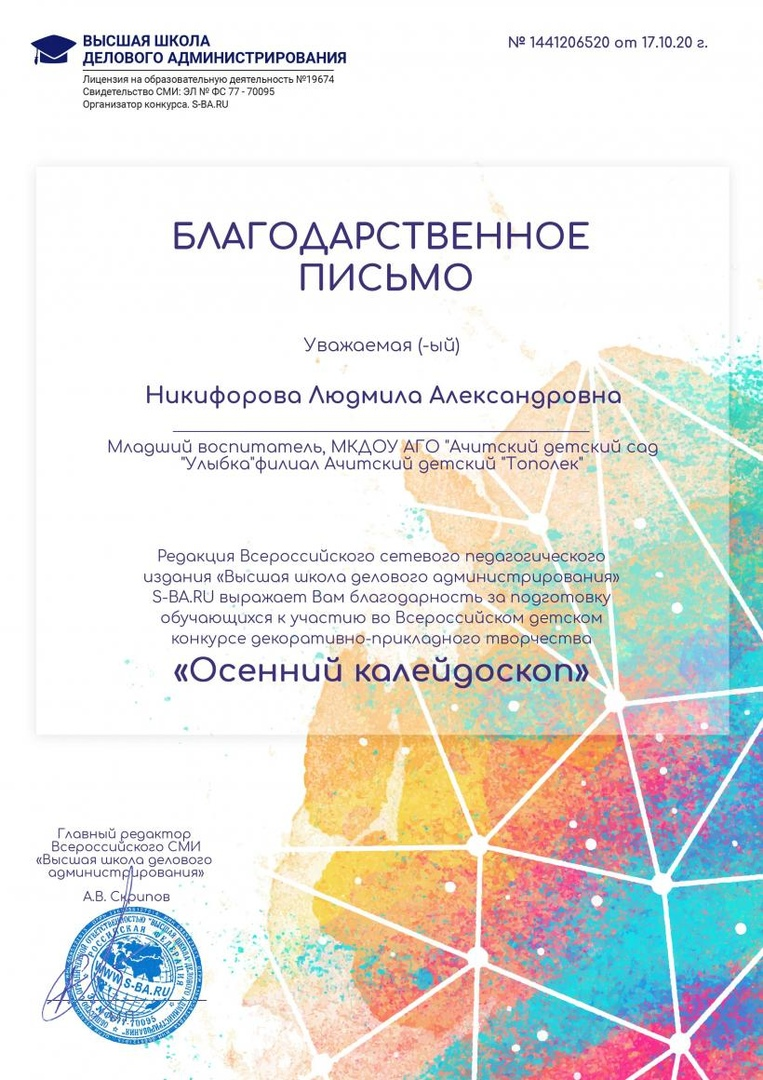 ВЫСШАЯ ШКОЛА
ДЕЛОВОГО АДМИНИСТРИРОВАНИЯ
Лицензия на образовательную деятельность №19674
Свидетельство СМИ: ЭЛ № ФС 77 - 70095
Организатор конкурса. S-BA.RU
№ 1441206520 от 17.10.20 г.
БЛАГОДАРСТВЕННОЕ
ПИСЬМО
Уважаемая (-ый)
Никифорова Людмила Александровна
Младший воспитатель, МКДОУ АГО "Ачитский детский сад
"Улыбка"филиал Ачитский детский "Тополек"
Редакция Всероссийского сетевого педагогического
издания «Высшая школа делового администрирования»
S-BA.RU выражает Вам благодарность за подготовку
обучающихся к участию во Всероссийском детском
конкурсе декоративно-прикладного творчества
«Осенний калейдоскоп»
Главный редактор
Всероссийского СМИ
«Высшая школа делового
администрирования»
А.В. Скрипов
РОССИЙСКАЯ ФЕДЕРАЦИЯ
WWW.S-BA.RU